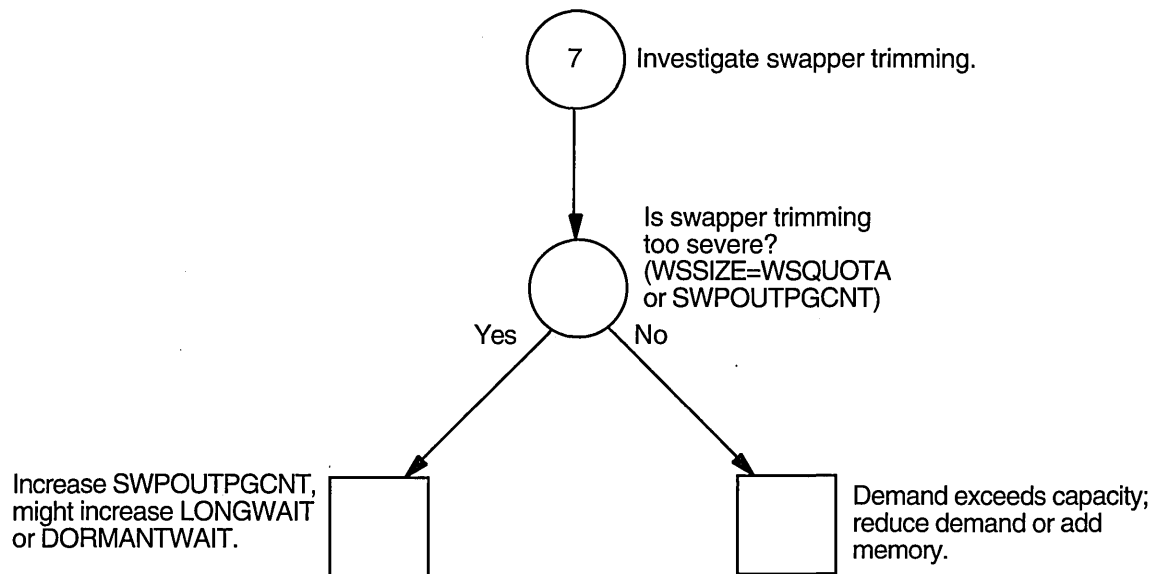 7
Investigate swapper trimming.
Is swapper trimming
too severe?
(WSSIZE=WSQUOTA
or SWPOUTPGCNT)
Yes
No
Increase SWPOUTPGCNT,
might increase LONGWAIT
or DORMANTWAIT.
Demand exceeds capacity;
reduce demand or add
memory.